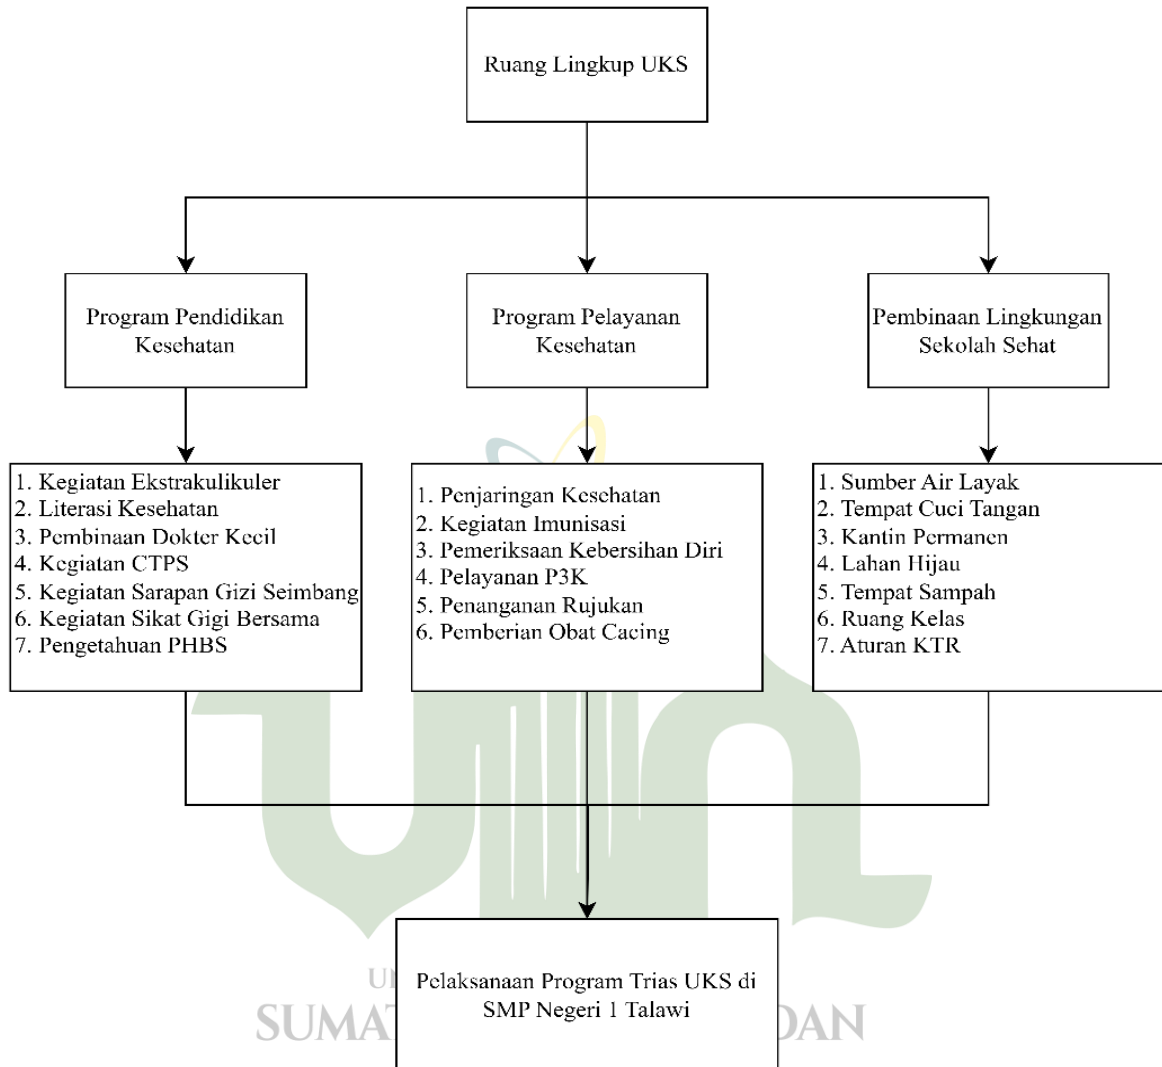 Ruang Lingkup UKS
Program Pendidikan
Kesehatan
Program Pelayanan
Kesehatan
Pembinaan Lingkungan
Sekolah Sehat
1. Kegiatan Ekstrakulikuler
2. Literasi Kesehatan
3. Pembinaan Dokter Kecil
4. Kegiatan CTPS
5. Kegiatan Sarapan Gizi Seimbang
6. Kegiatan Sikat Gigi Bersama
7. Pengetahuan PHBS
1. Penjaringan Kesehatan
2. Kegiatan Imunisasi
3. Pemeriksaan Kebersihan Diri
4. Pelayanan P3K
5. Penanganan Rujukan
6. Pemberian Obat Cacing
1. Sumber Air Layak
2. Tempat Cuci Tangan
3. Kantin Permanen
4. Lahan Hijau
5. Tempat Sampah
6. Ruang Kelas
7. Aturan KTR
Pelaksanaan Program Trias UKS di
SMP Negeri 1 Talawi